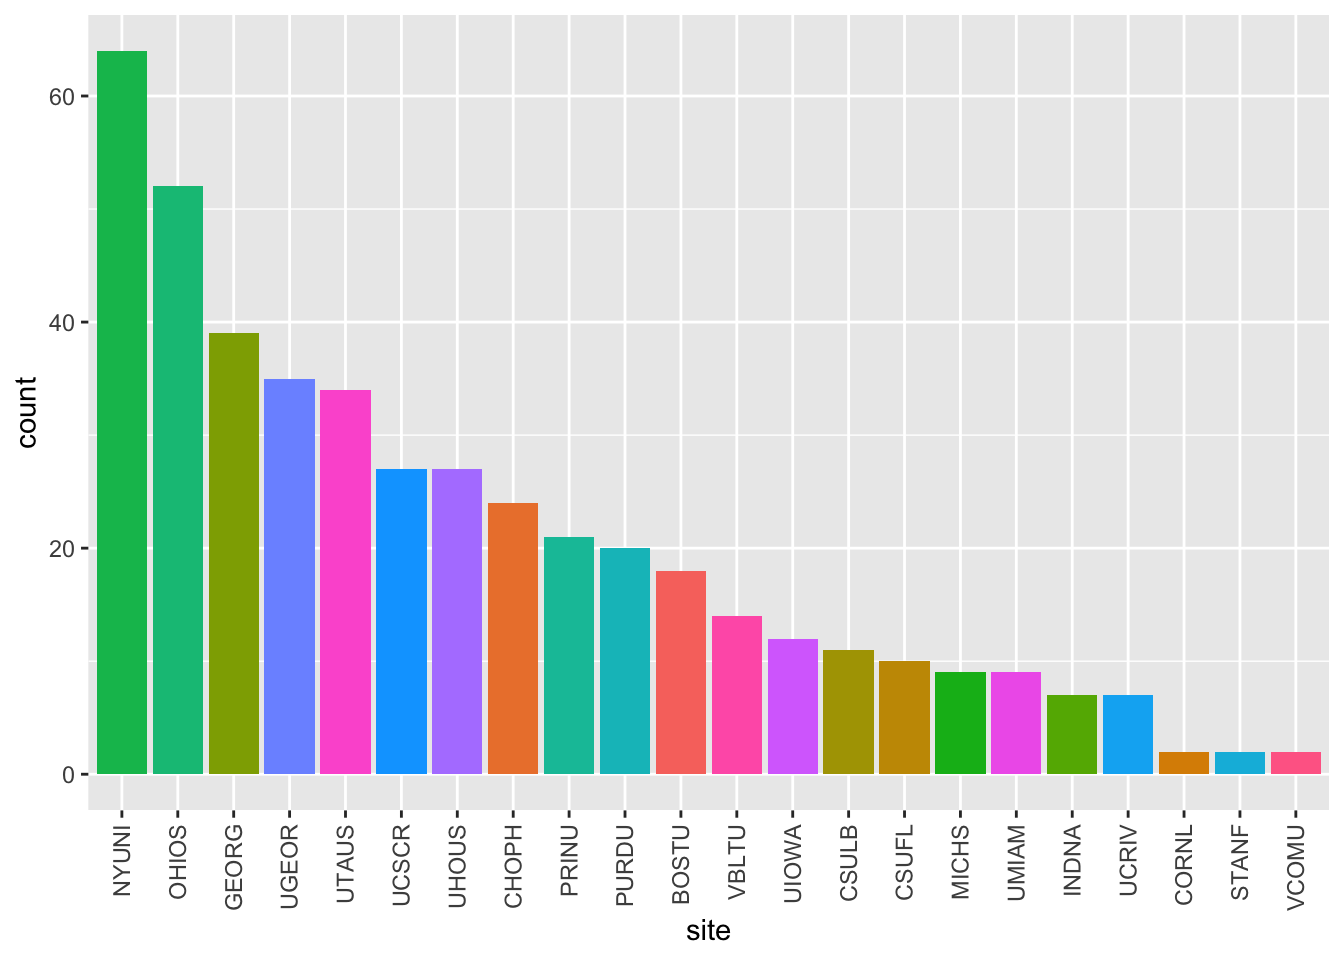 60
40
20
0
count
NYUNI
OHIOS
GEORG
UGEOR
UTAUS
UCSCR
UHOUS
CHOPH
PRINU
PURDU
BOSTU
VBLTU
UIOWA
CSULB
CSUFL
MICHS
UMIAM
INDNA
UCRIV
CORNL
STANF
VCOMU
site